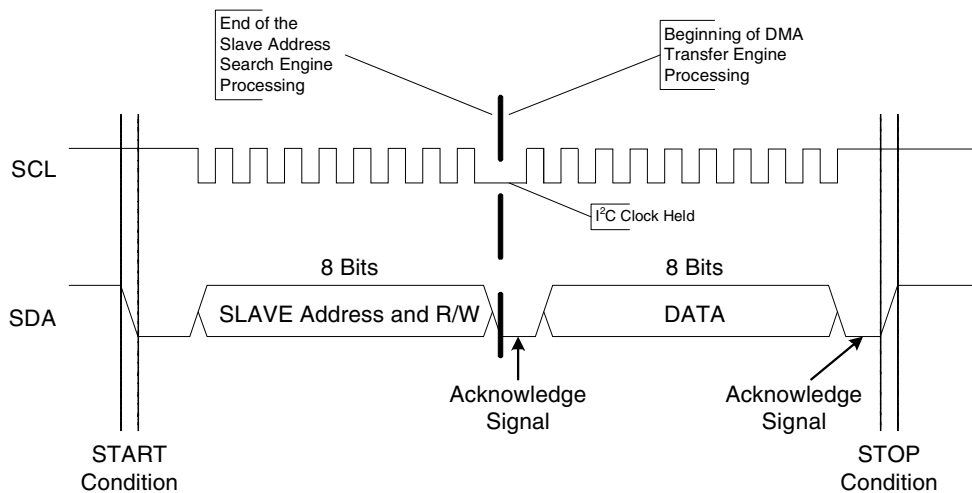 End of the
Slave Address
Search Engine
Processing
Beginning of DMA
Transfer Engine
Processing
SCL
I²C Clock Held
8 Bits
8 Bits
SDA
SLAVE Address and R/W
DATA
Acknowledge
Signal
Acknowledge
Signal
START
Condition
STOP
Condition